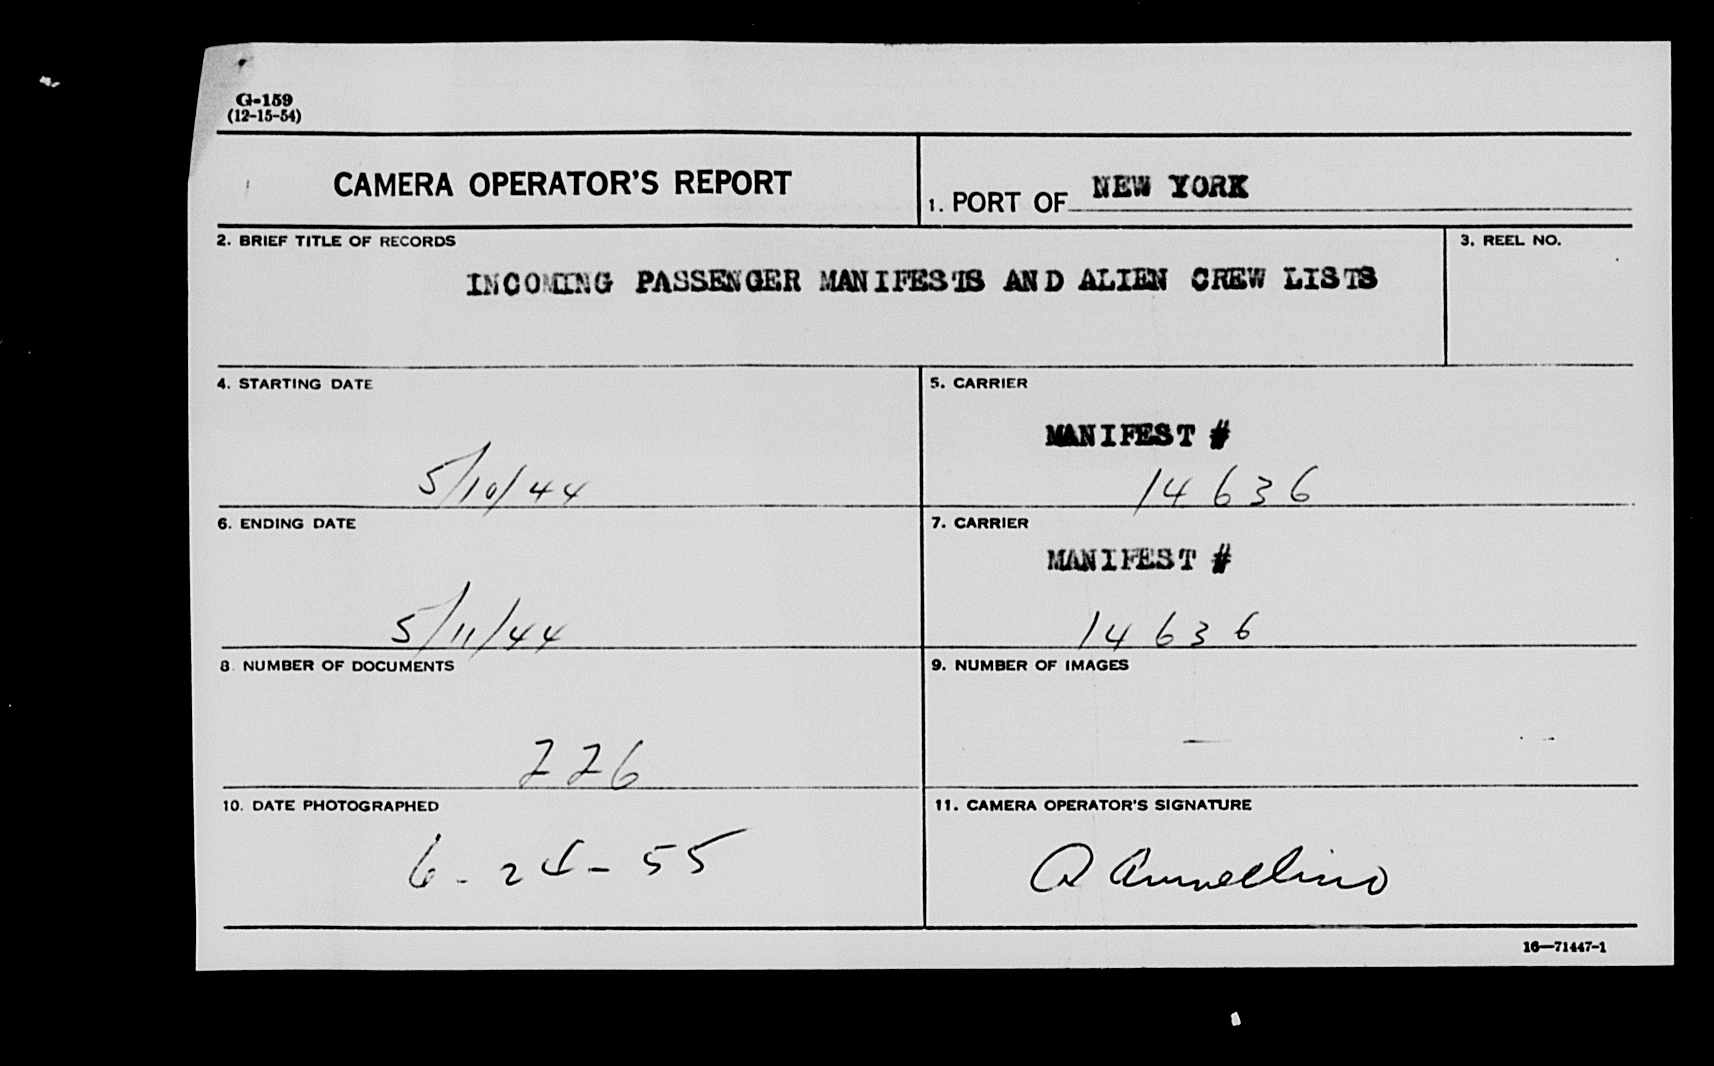 G-159
(12-15-54)
CAMERA OPERATOR'S REPORT
1. PORT OF NEW YORK
2. BRIEF TITLE OF RECORDS
INCOMING PASSENGER MANIFESTS AND ALIEN CREW LISTS
3. REEL NO.
4. STARTING DATE
5/10/44
5. CARRIER
MANIFEST #
14636
6. ENDING DATE
5/11/44
7. CARRIER
MANIFEST #
14636
8. NUMBER OF DOCUMENTS
226
9. NUMBER OF IMAGES
—
10. DATE PHOTOGRAPHED
6-24-55
11. CAMERA OPERATOR'S SIGNATURE
16—71447-1